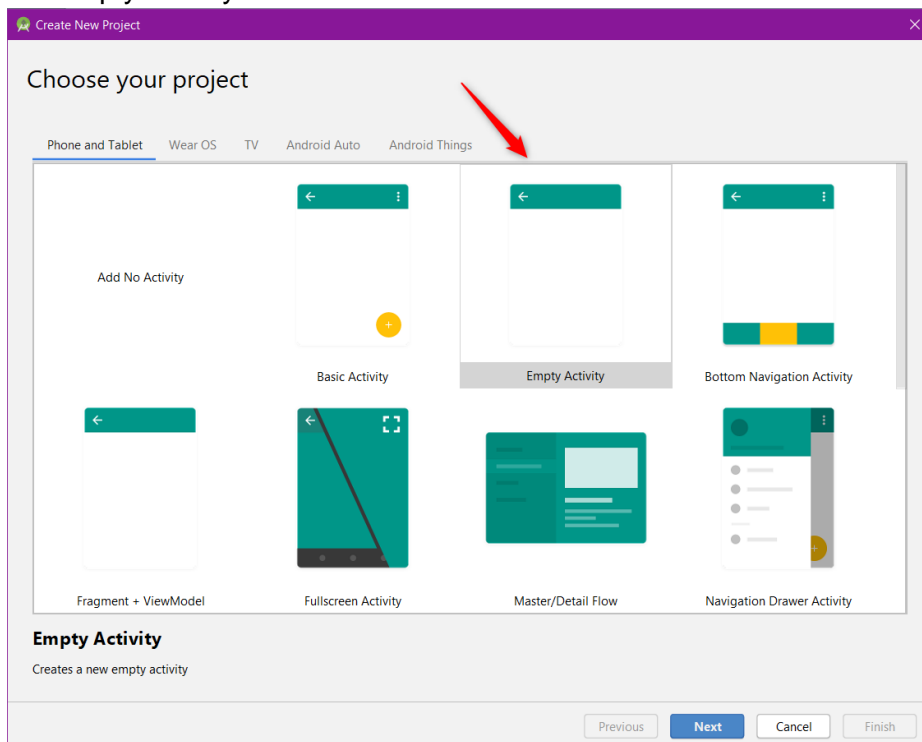 Create New Project
Choose your project
Phone and Tablet Wear OS TV Android Auto Android Things
Add No Activity
Basic Activity
Empty Activity
Bottom Navigation Activity
Fragment + ViewModel
Fullscreen Activity
Master/Detail Flow
Navigation Drawer Activity
Empty Activity
Creates a new empty activity
Previous Next Cancel Finish